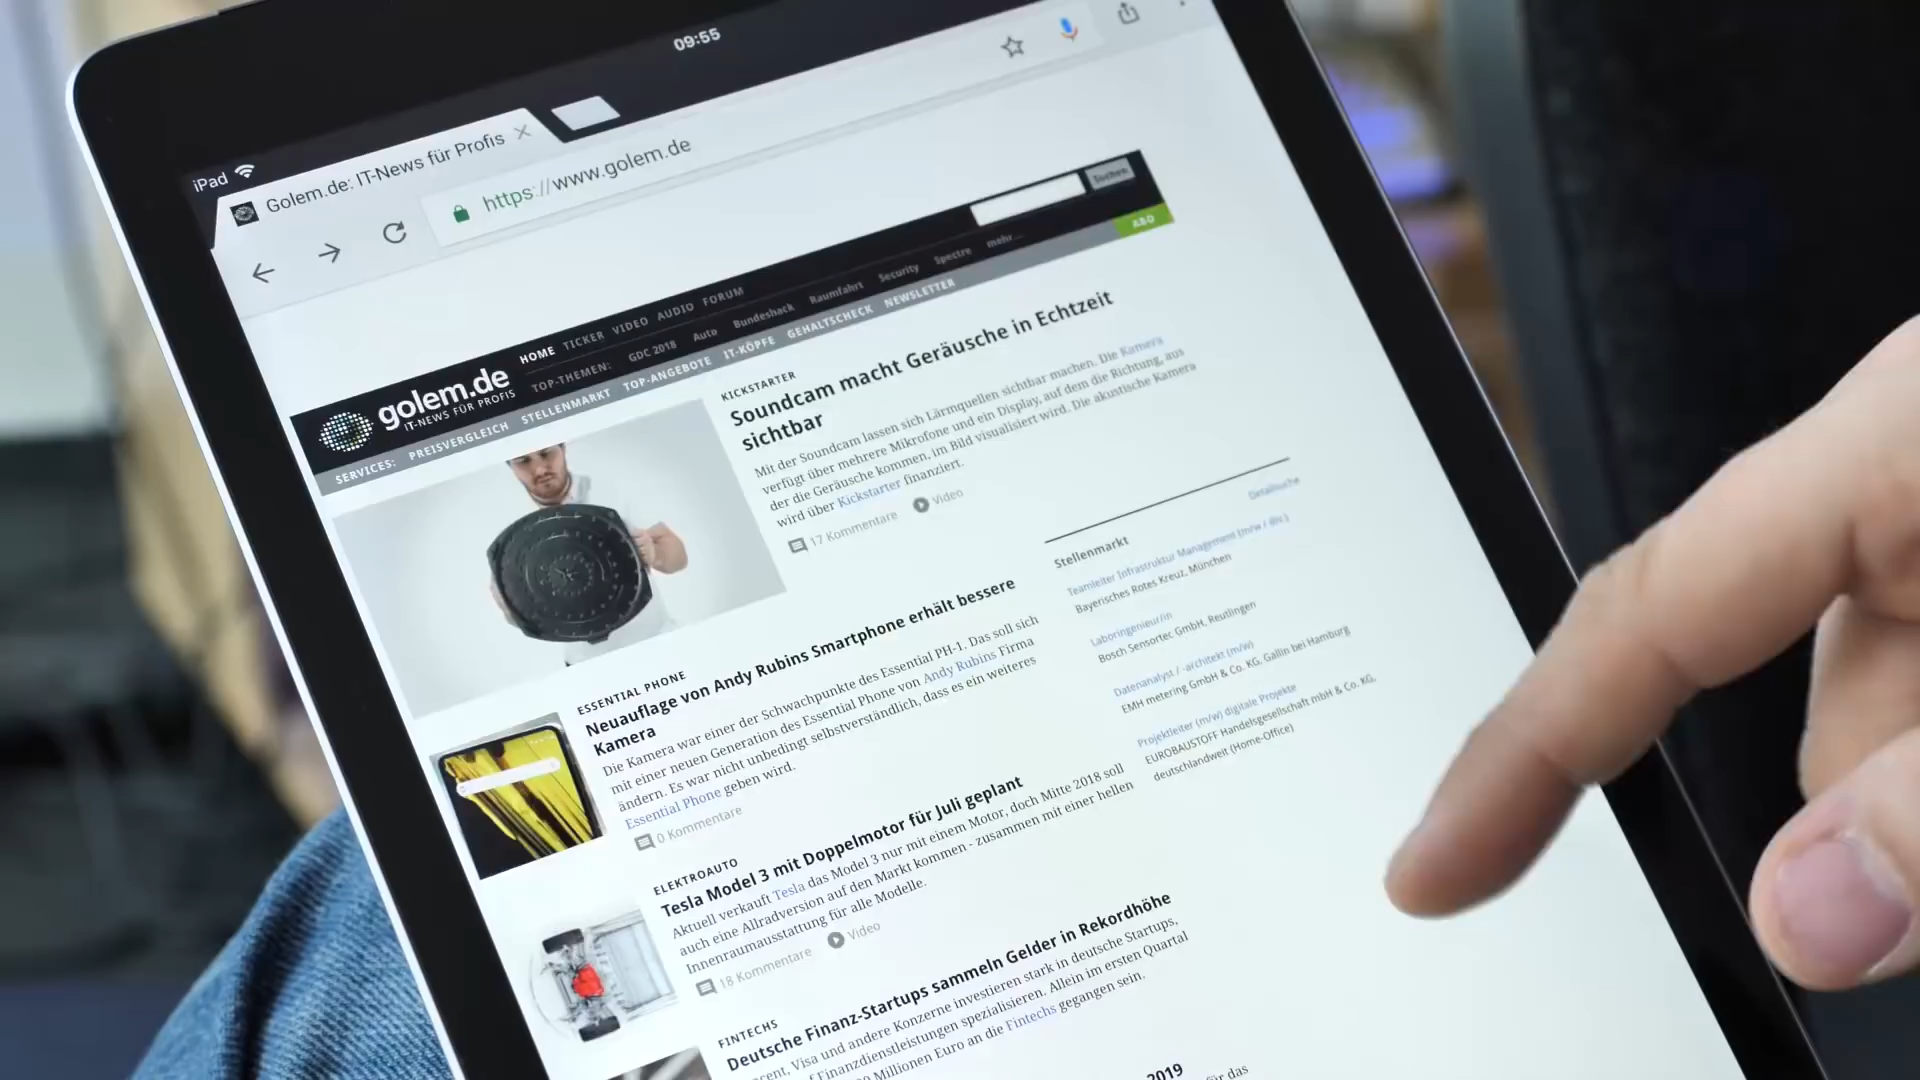 09:55
iPad
Golem.de: IT-News für Profis
https://www.golem.de
Suchen
ABO
HOME TICKER VIDEO AUDIO FORUM
TOP-THEMEN: GDC 2018 Auto Bundeshack Raumfahrt Security Spectre mehr...
golem.de
IT-NEWS FÜR PROFIS
SERVICES: PREISVERGLEICH STELLENMARKT TOP-ANGEBOTE IT-KÖPFE GEHALTSCHECK NEWSLETTER
KICKSTARTER
Soundcam macht Geräusche in Echtzeit
sichtbar
Mit der Soundcam lassen sich Lärmquellen sichtbar machen. Die Kamera
verfügt über mehrere Mikrofone und ein Display, auf dem die Richtung, aus
der die Geräusche kommen, im Bild visualisiert wird. Die akustische Kamera
wird über Kickstarter finanziert.
17 Kommentare Video
ESSENTIAL PHONE
Neuauflage von Andy Rubins Smartphone erhält bessere
Kamera
Die Kamera war einer der Schwachpunkte des Essential PH-1. Das soll sich
mit einer neuen Generation des Essential Phone von Andy Rubins Firma
ändern. Es war nicht unbedingt selbstverständlich, dass es ein weiteres
Essential Phone geben wird.
0 Kommentare
ELEKTROAUTO
Tesla Model 3 mit Doppelmotor für Juli geplant
Aktuell verkauft Tesla das Model 3 nur mit einem Motor, doch Mitte 2018 soll
auch eine Allradversion auf den Markt kommen - zusammen mit einer hellen
Innenraumausstattung für alle Modelle.
18 Kommentare Video
FINTECHS
Deutsche Finanz-Startups sammeln Gelder in Rekordhöhe
cent, Visa und andere Konzerne investieren stark in deutsche Startups,
f Finanzdienstleistungen spezialisieren. Allein im ersten Quartal
Millionen Euro an die Fintechs gegangen sein.
2019
für das
Detailsuche
Stellenmarkt
Teamleiter Infrastruktur Management (m/w / div.)
Bayerisches Rotes Kreuz, München
Laboringenieur/in
Bosch Sensortec GmbH, Reutlingen
Datenanalyst / -architekt (m/w)
EMH metering GmbH & Co. KG, Gallin bei Hamburg
Projektleiter (m/w) digitale Projekte
EUROBAUSTOFF Handelsgesellschaft mbH & Co. KG,
deutschlandweit (Home-Office)